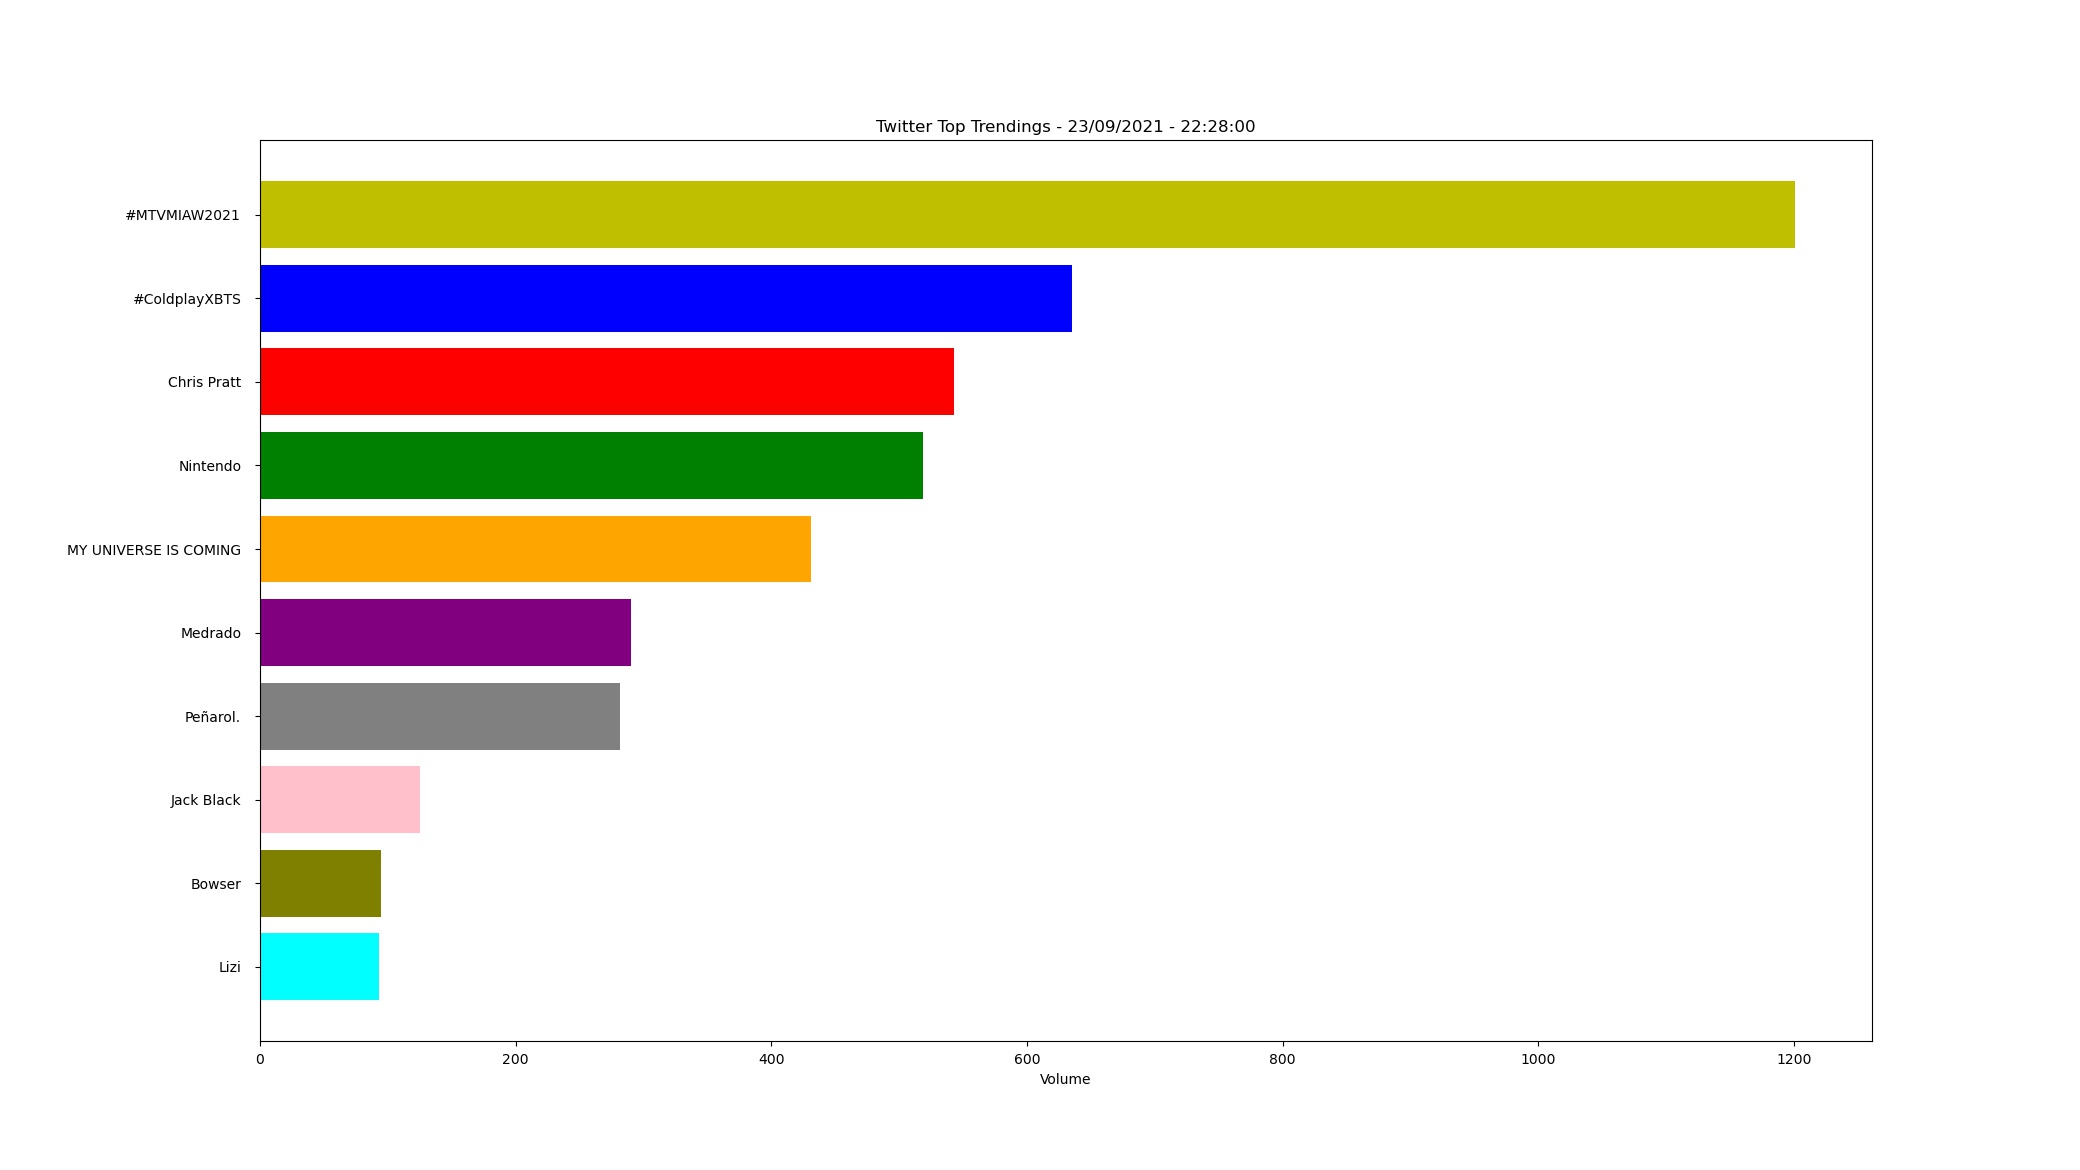 Twitter Top Trendings - 23/09/2021 - 22:28:00
#MTVMIAW2021
#ColdplayXBTS
Chris Pratt
Nintendo
MY UNIVERSE IS COMING
Medrado
Peñarol.
Jack Black
Bowser
Lizi
0 200 400 600 800 1000 1200
Volume